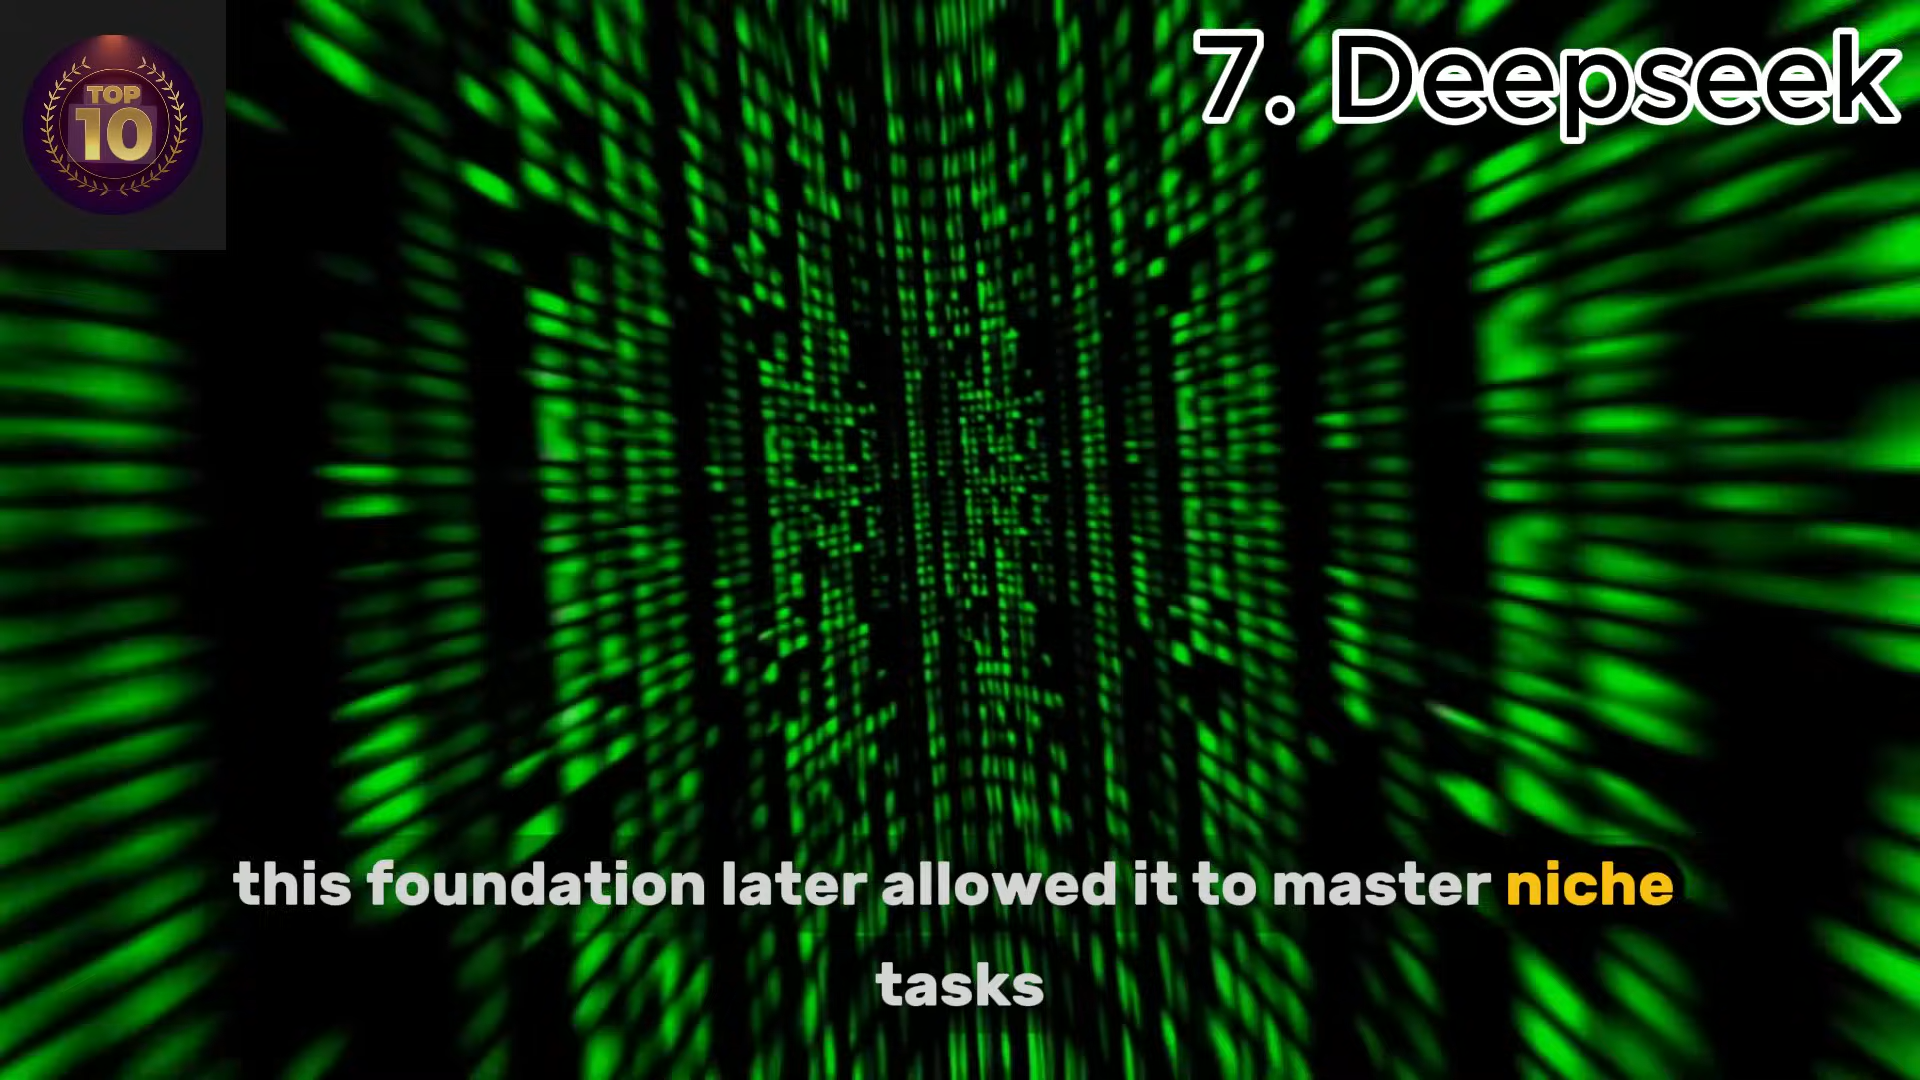 TOP
10
7. Deepseek
this foundation later allowed it to master niche
tasks